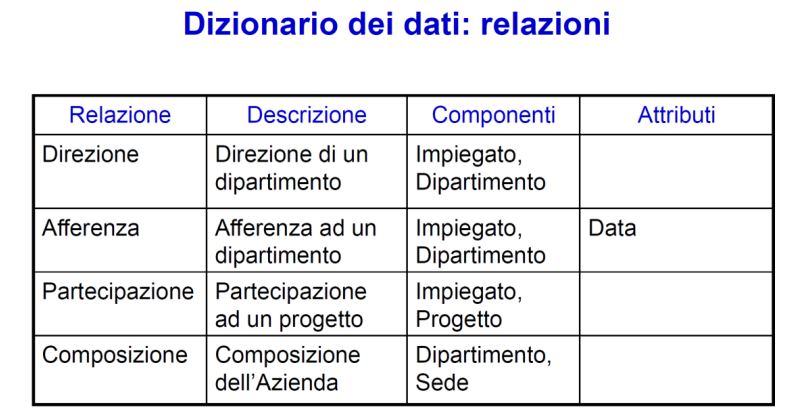 Dizionario dei dati: relazioni
Relazione Descrizione Componenti Attributi
Direzione Direzione di un dipartimento Impiegato, Dipartimento
Afferenza Afferenza ad un dipartimento Impiegato, Dipartimento Data
Partecipazione Partecipazione ad un progetto Impiegato, Progetto
Composizione Composizione dell'Azienda Dipartimento, Sede